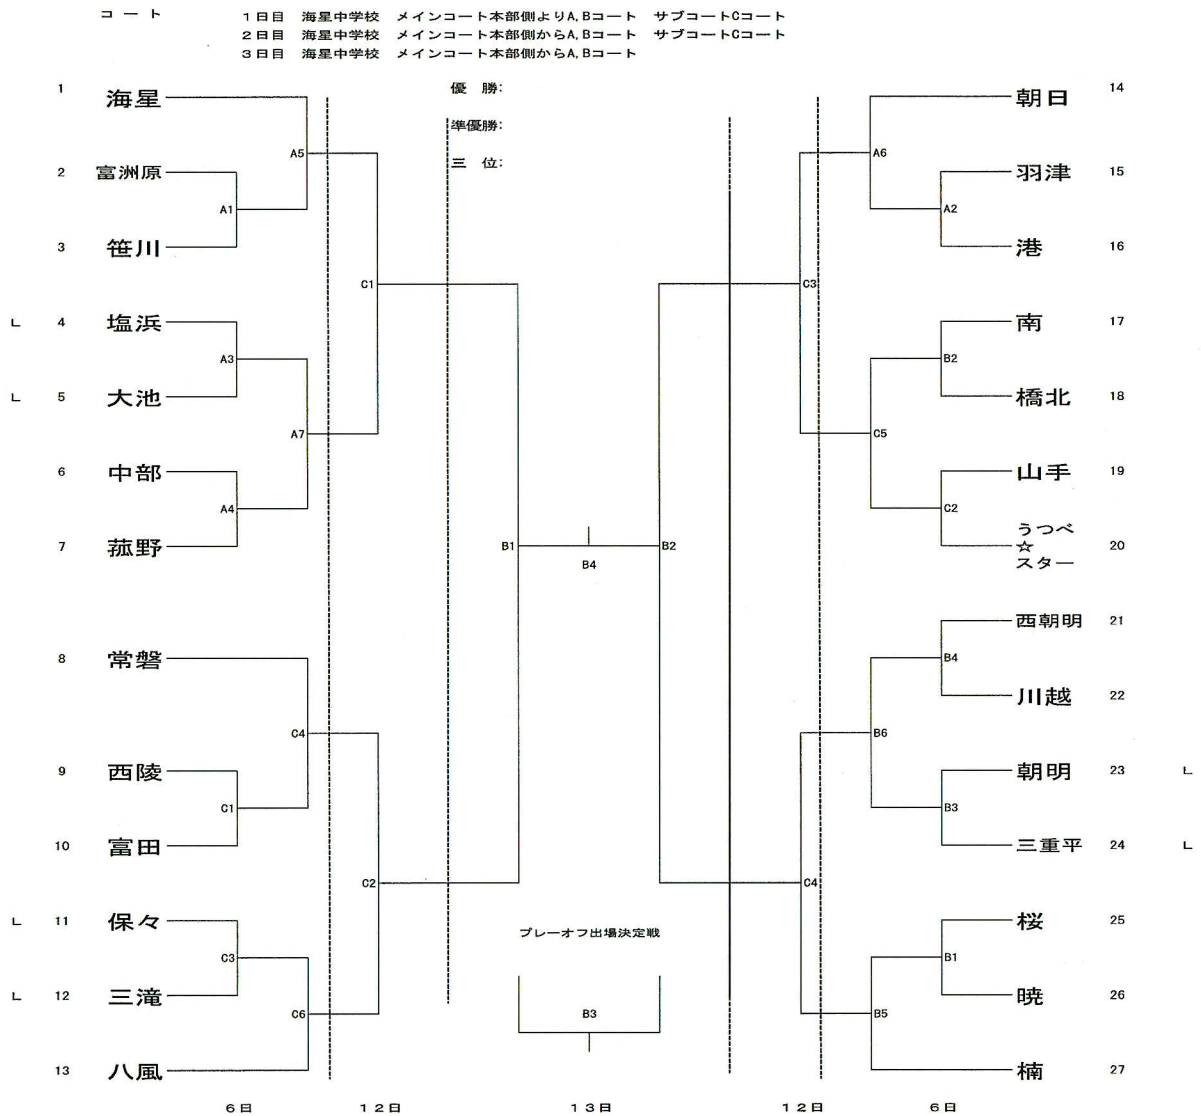 コート 1日目 海星中学校 メインコート本部側よりA,Bコート サブコートCコート
2日目 海星中学校 メインコート本部側からA,Bコート サブコートCコート
3日目 海星中学校 メインコート本部側からA,Bコート
優 勝:
準優勝:
三 位:
1 海星
A5
2 富洲原
A1
3 笹川
C1
L 4 塩浜
A3
L 5 大池
A7
6 中部
A4
7 菰野
8 常磐
C4
9 西陵
C1
10 富田
C2
L 11 保々
C3
L 12 三滝
C6
13 八風
B1
B4
B2
プレーオフ出場決定戦
B3
朝日 14
A6
羽津 15
A2
港 16
C3
南 17
B2
橋北 18
C5
山手 19
C2
うつべ
☆ 20
スター
西朝明 21
B4
川越 22
B6
朝明 23 L
B3
三重平 24 L
C4
桜 25
B1
暁 26
B5
楠 27
6日 12日 13日 12日 6日